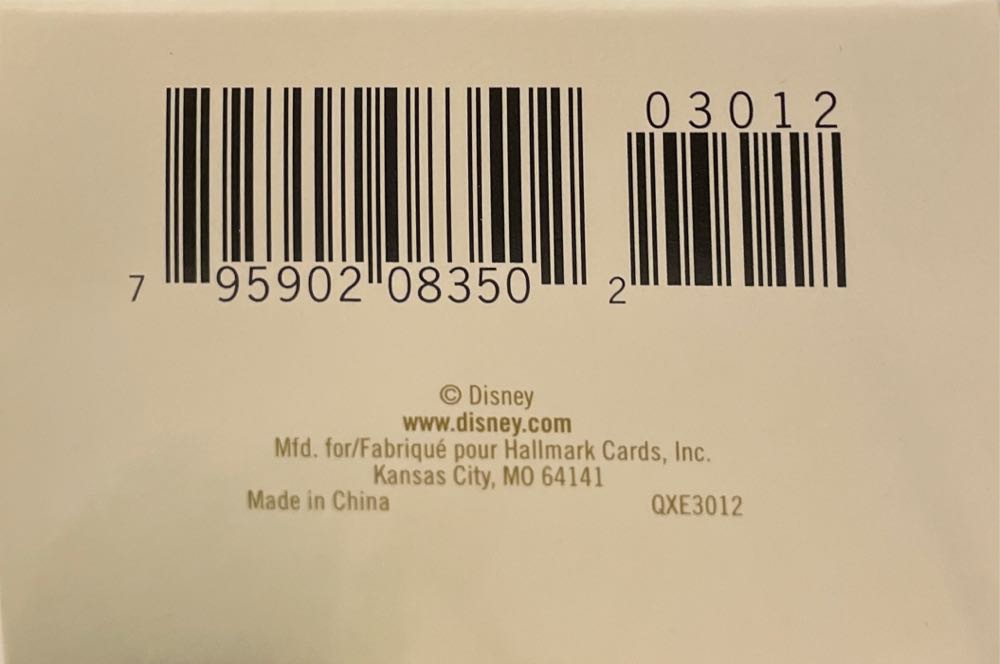 03012
7 95902 08350 2
© Disney
www.disney.com
Mfd. for/Fabriqué pour Hallmark Cards, Inc.
Kansas City, MO 64141
Made in China QXE3012